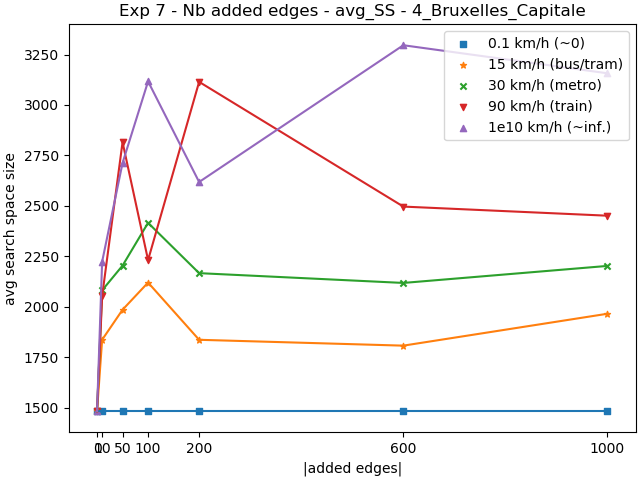 Exp 7 - Nb added edges - avg_SS - 4_Bruxelles_Capitale
0.1 km/h (~0)
15 km/h (bus/tram)
30 km/h (metro)
90 km/h (train)
1e10 km/h (~inf.)
avg search space size
3250
3000
2750
2500
2250
2000
1750
1500
0 10 50 100 200 600 1000
|added edges|